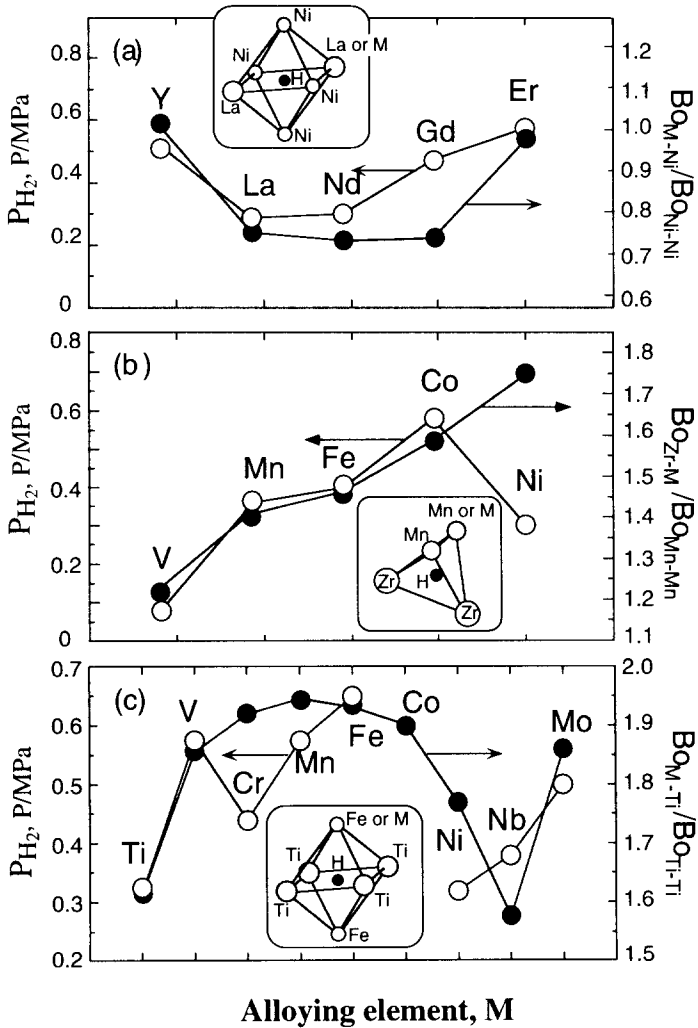 (a)
Ni
Ni
La or M
H
La
Ni
Ni
Y
La
Nd
Gd
Er
0.8
0.6
0.4
0.2
0
P_H₂, P/MPa
1.2
1.1
1.0
0.9
0.8
0.7
0.6
Bo_M-Ni/Bo_Ni-Ni
(b)
V
Mn
Fe
Co
Ni
Mn or M
Mn
Zr
H
Zr
0.8
0.6
0.4
0.2
0
P_H₂, P/MPa
1.8
1.7
1.6
1.5
1.4
1.3
1.2
1.1
Bo_Zr-M/Bo_Mn-Mn
(c)
Ti
V
Cr
Mn
Fe
Co
Ni
Nb
Mo
Fe or M
Ti
H
Ti
Ti
Ti
Fe
0.7
0.6
0.5
0.4
0.3
0.2
P_H₂, P/MPa
2.0
1.9
1.8
1.7
1.6
1.5
Bo_M-Ti/Bo_Ti-Ti
Alloying element, M